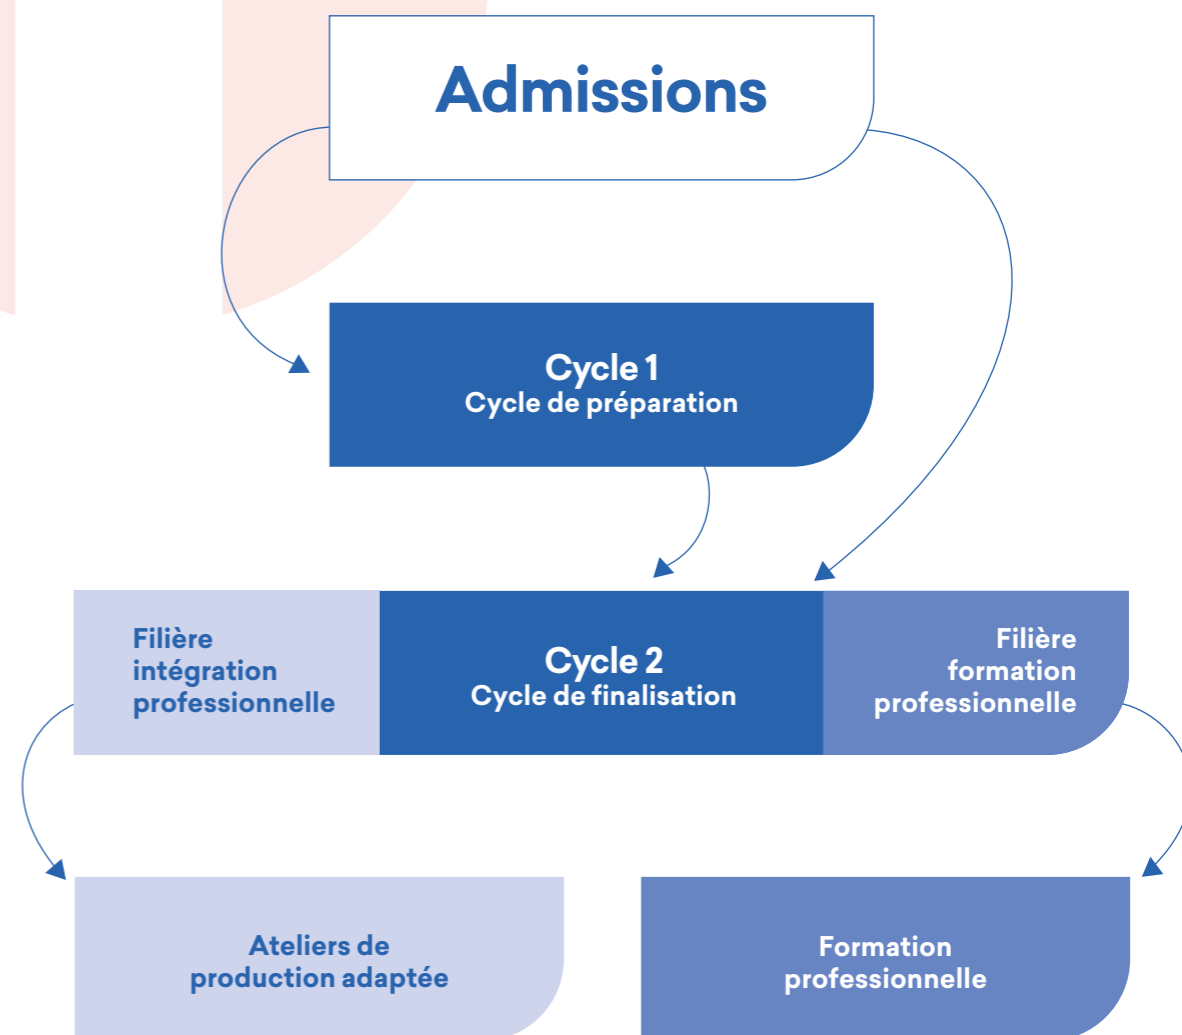 Admissions
Cycle 1
Cycle de préparation
Filière
intégration
professionnelle
Cycle 2
Cycle de finalisation
Filière
formation
professionnelle
Ateliers de
production adaptée
Formation
professionnelle